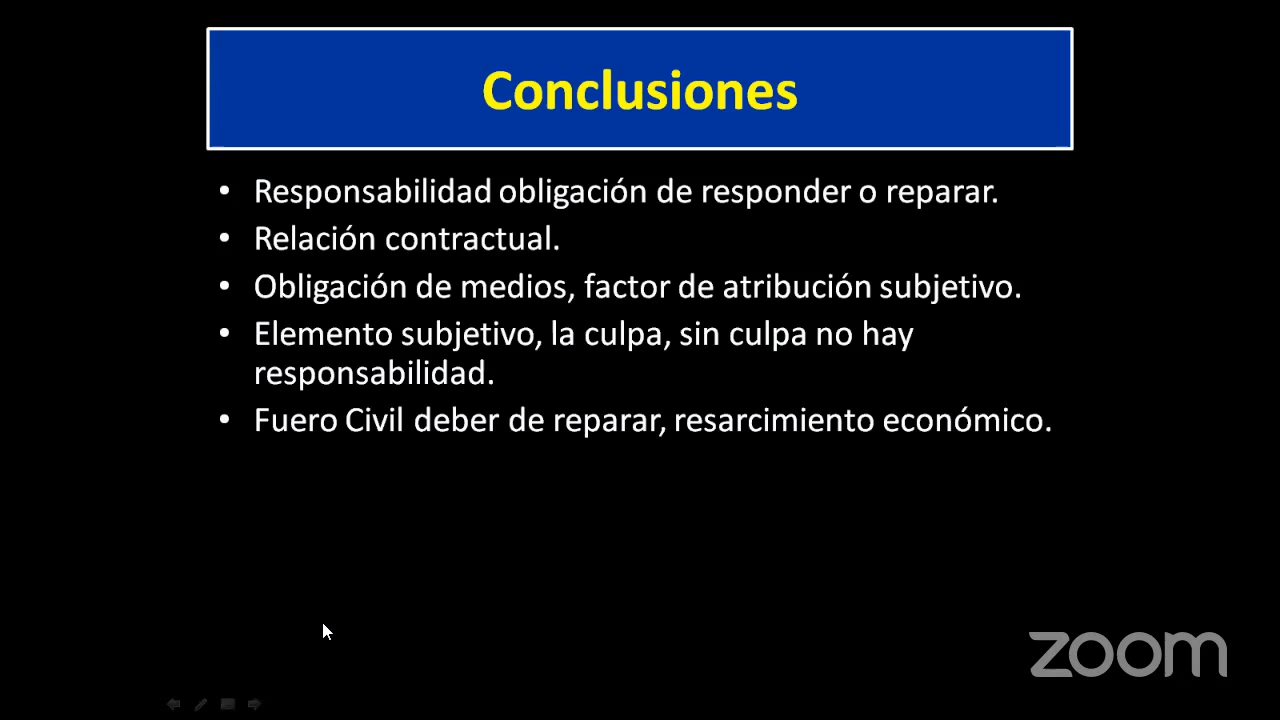 Conclusiones
• Responsabilidad obligación de responder o reparar.
• Relación contractual.
• Obligación de medios, factor de atribución subjetivo.
• Elemento subjetivo, la culpa, sin culpa no hay
responsabilidad.
• Fuero Civil deber de reparar, resarcimiento económico.
zoom